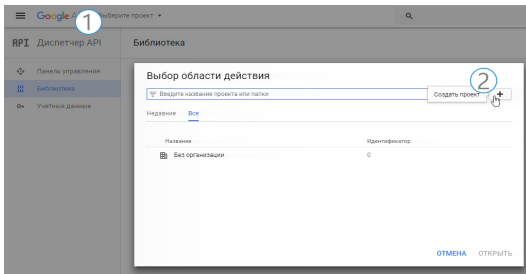 Google A
Выберите проект
1
API Диспетчер API
Библиотека
Панель управления
Библиотека
Учетные данные
Выбор области действия
2
Введите название проекта или папки
Создать проект
Недавние Все
Название Идентификатор
Без организации 0
ОТМЕНА ОТКРЫТЬ